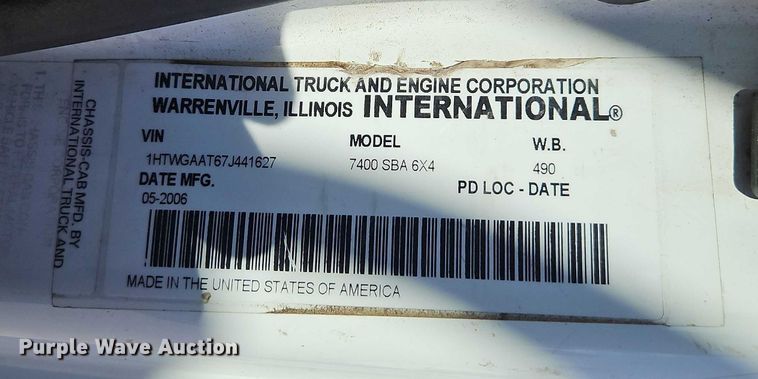 INTERNATIONAL TRUCK AND ENGINE CORPORATION
WARRENVILLE, ILLINOIS INTERNATIONAL®
VIN MODEL W.B.
1HTWGAAT67J441627 7400 SBA 6X4 490
DATE MFG. PD LOC - DATE
05-2006
MADE IN THE UNITED STATES OF AMERICA
CHASSIS-CAB MFD. BY
INTERNATIONAL TRUCK AND
Purple Wave Auction